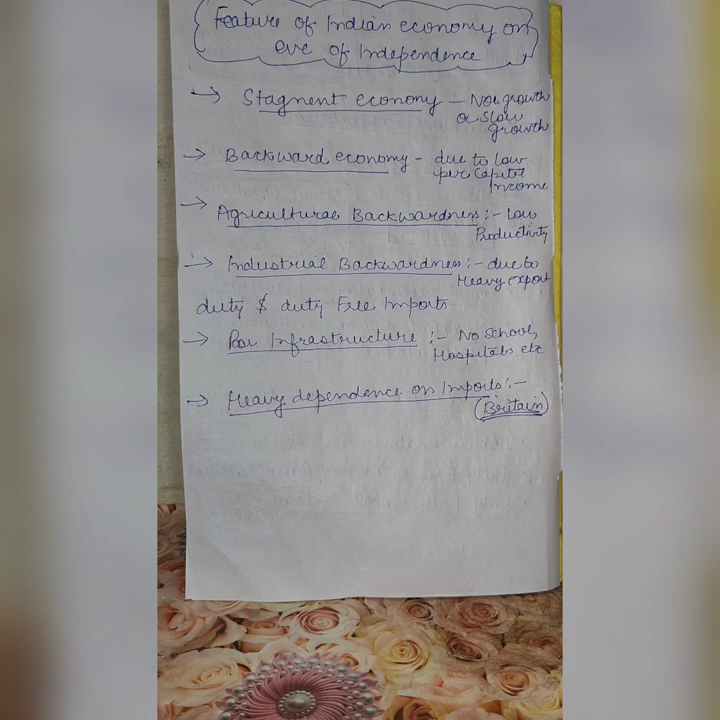 Feature of Indian economy on
eve of Independence
→ Stagnent economy – No growth
or Slow
growth
→ Backward economy – due to low
per Capital
Income
→ Agricultural Backwardness :- Low
Productivity
→ Industrial Backwardness :- due to
Heavy export
duty & duty Free Imports
→ Poor Infrastructure :- No School,
Hospitals etc
→ Heavy dependence on Imports :-
(Britain)